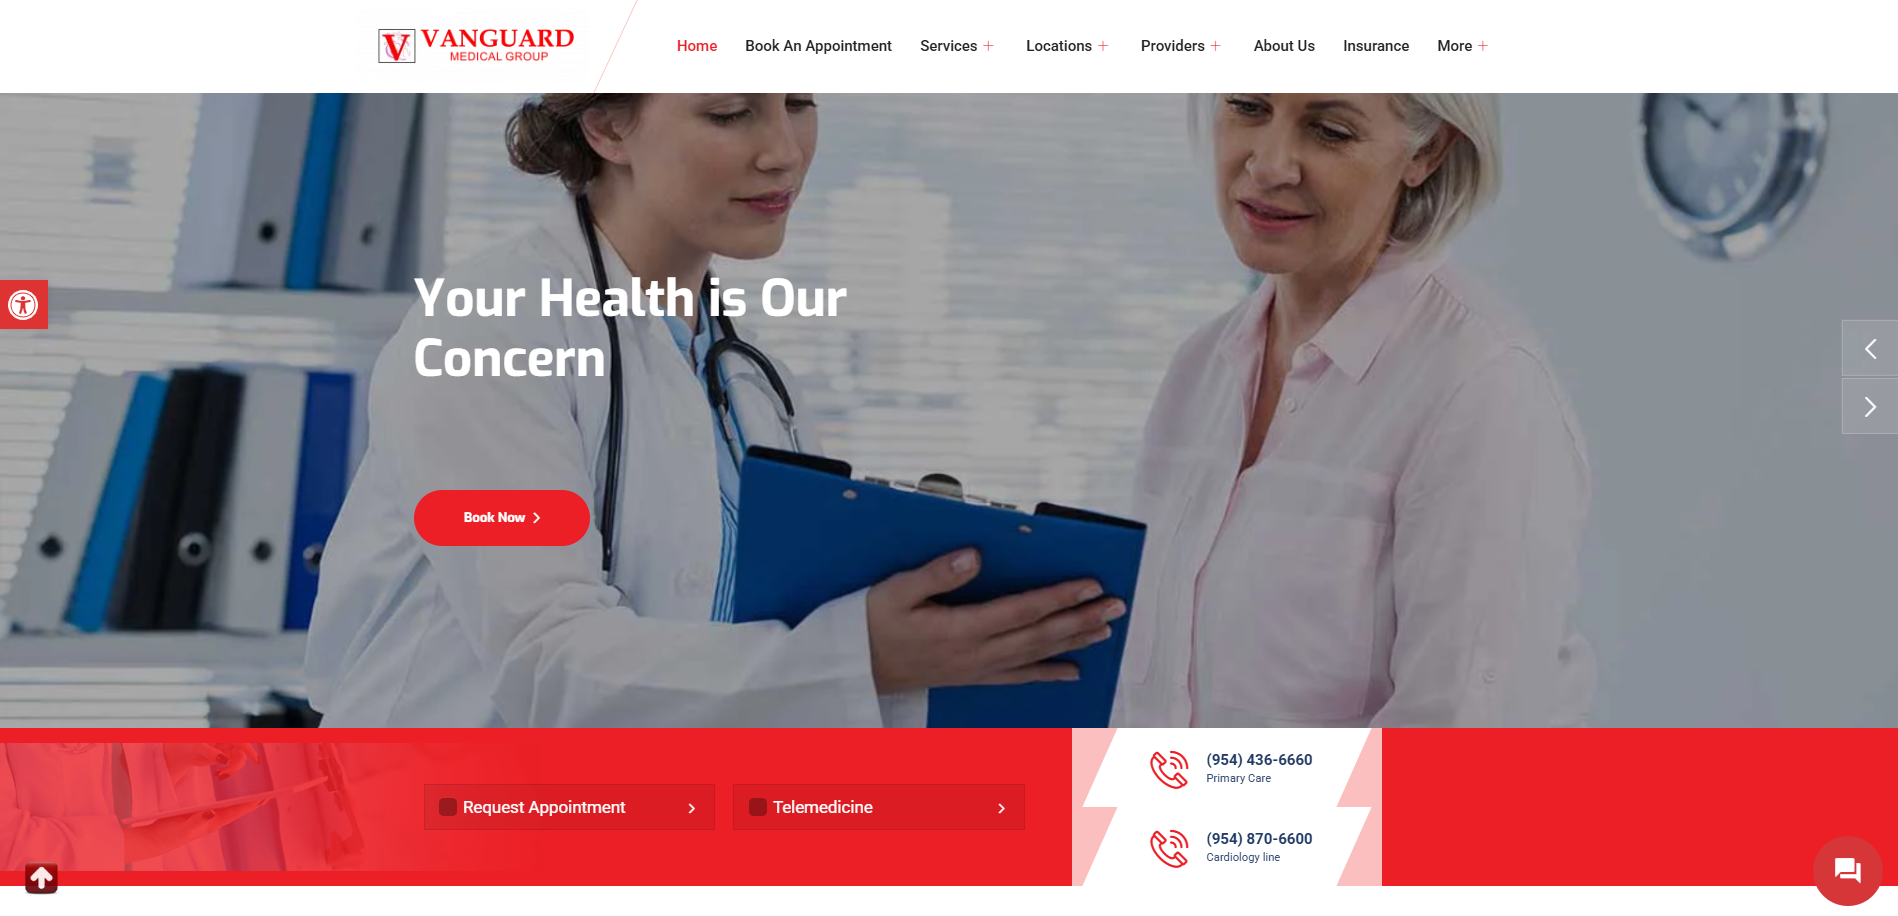 V VANGUARD
MEDICAL GROUP
Home
Book An Appointment
Services
Locations
Providers
About Us
Insurance
More
Your Health is Our
Concern
Book Now
Request Appointment
Telemedicine
(954) 436-6660
Primary Care
(954) 870-6600
Cardiology line